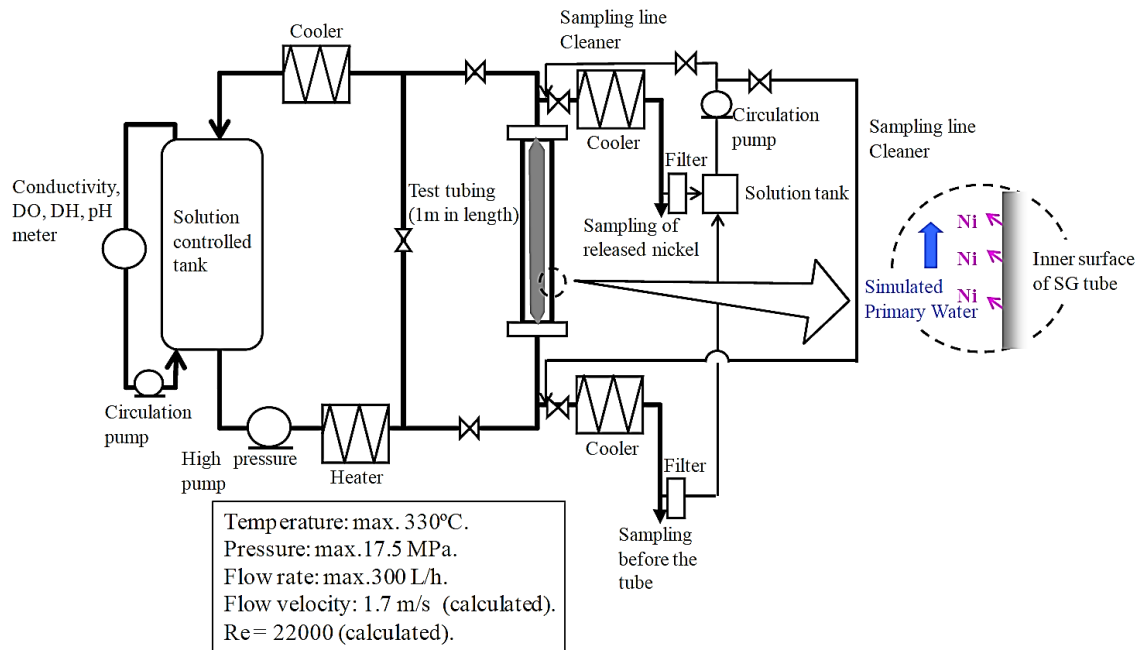 Cooler
Sampling line
Cleaner
Conductivity,
DO, DH, pH
meter
Solution
controlled
tank
Test tubing
(1m in length)
Cooler
Filter
Circulation
pump
Solution tank
Sampling of
released nickel
Sampling line
Cleaner
Ni
Ni
Ni
Simulated
Primary Water
Inner surface
of SG tube
Circulation
pump
High pressure
pump
Heater
Cooler
Filter
Sampling
before the
tube
Temperature: max. 330ºC.
Pressure: max.17.5 MPa.
Flow rate: max.300 L/h.
Flow velocity: 1.7 m/s (calculated).
Re= 22000 (calculated).